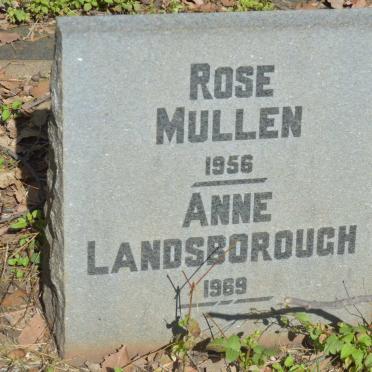 ROSE
MULLEN
1956
ANNE
LANDSBOROUGH
1969